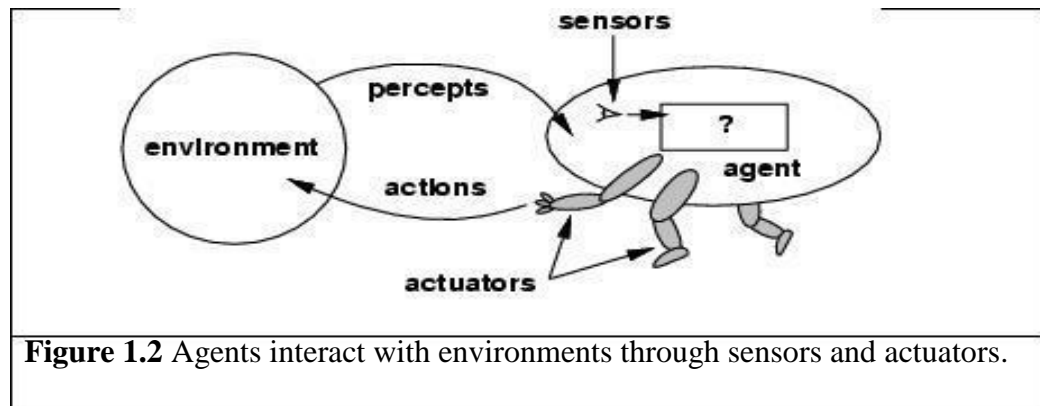 sensors
percepts
?
environment
agent
actions
actuators
Figure 1.2 Agents interact with environments through sensors and actuators.